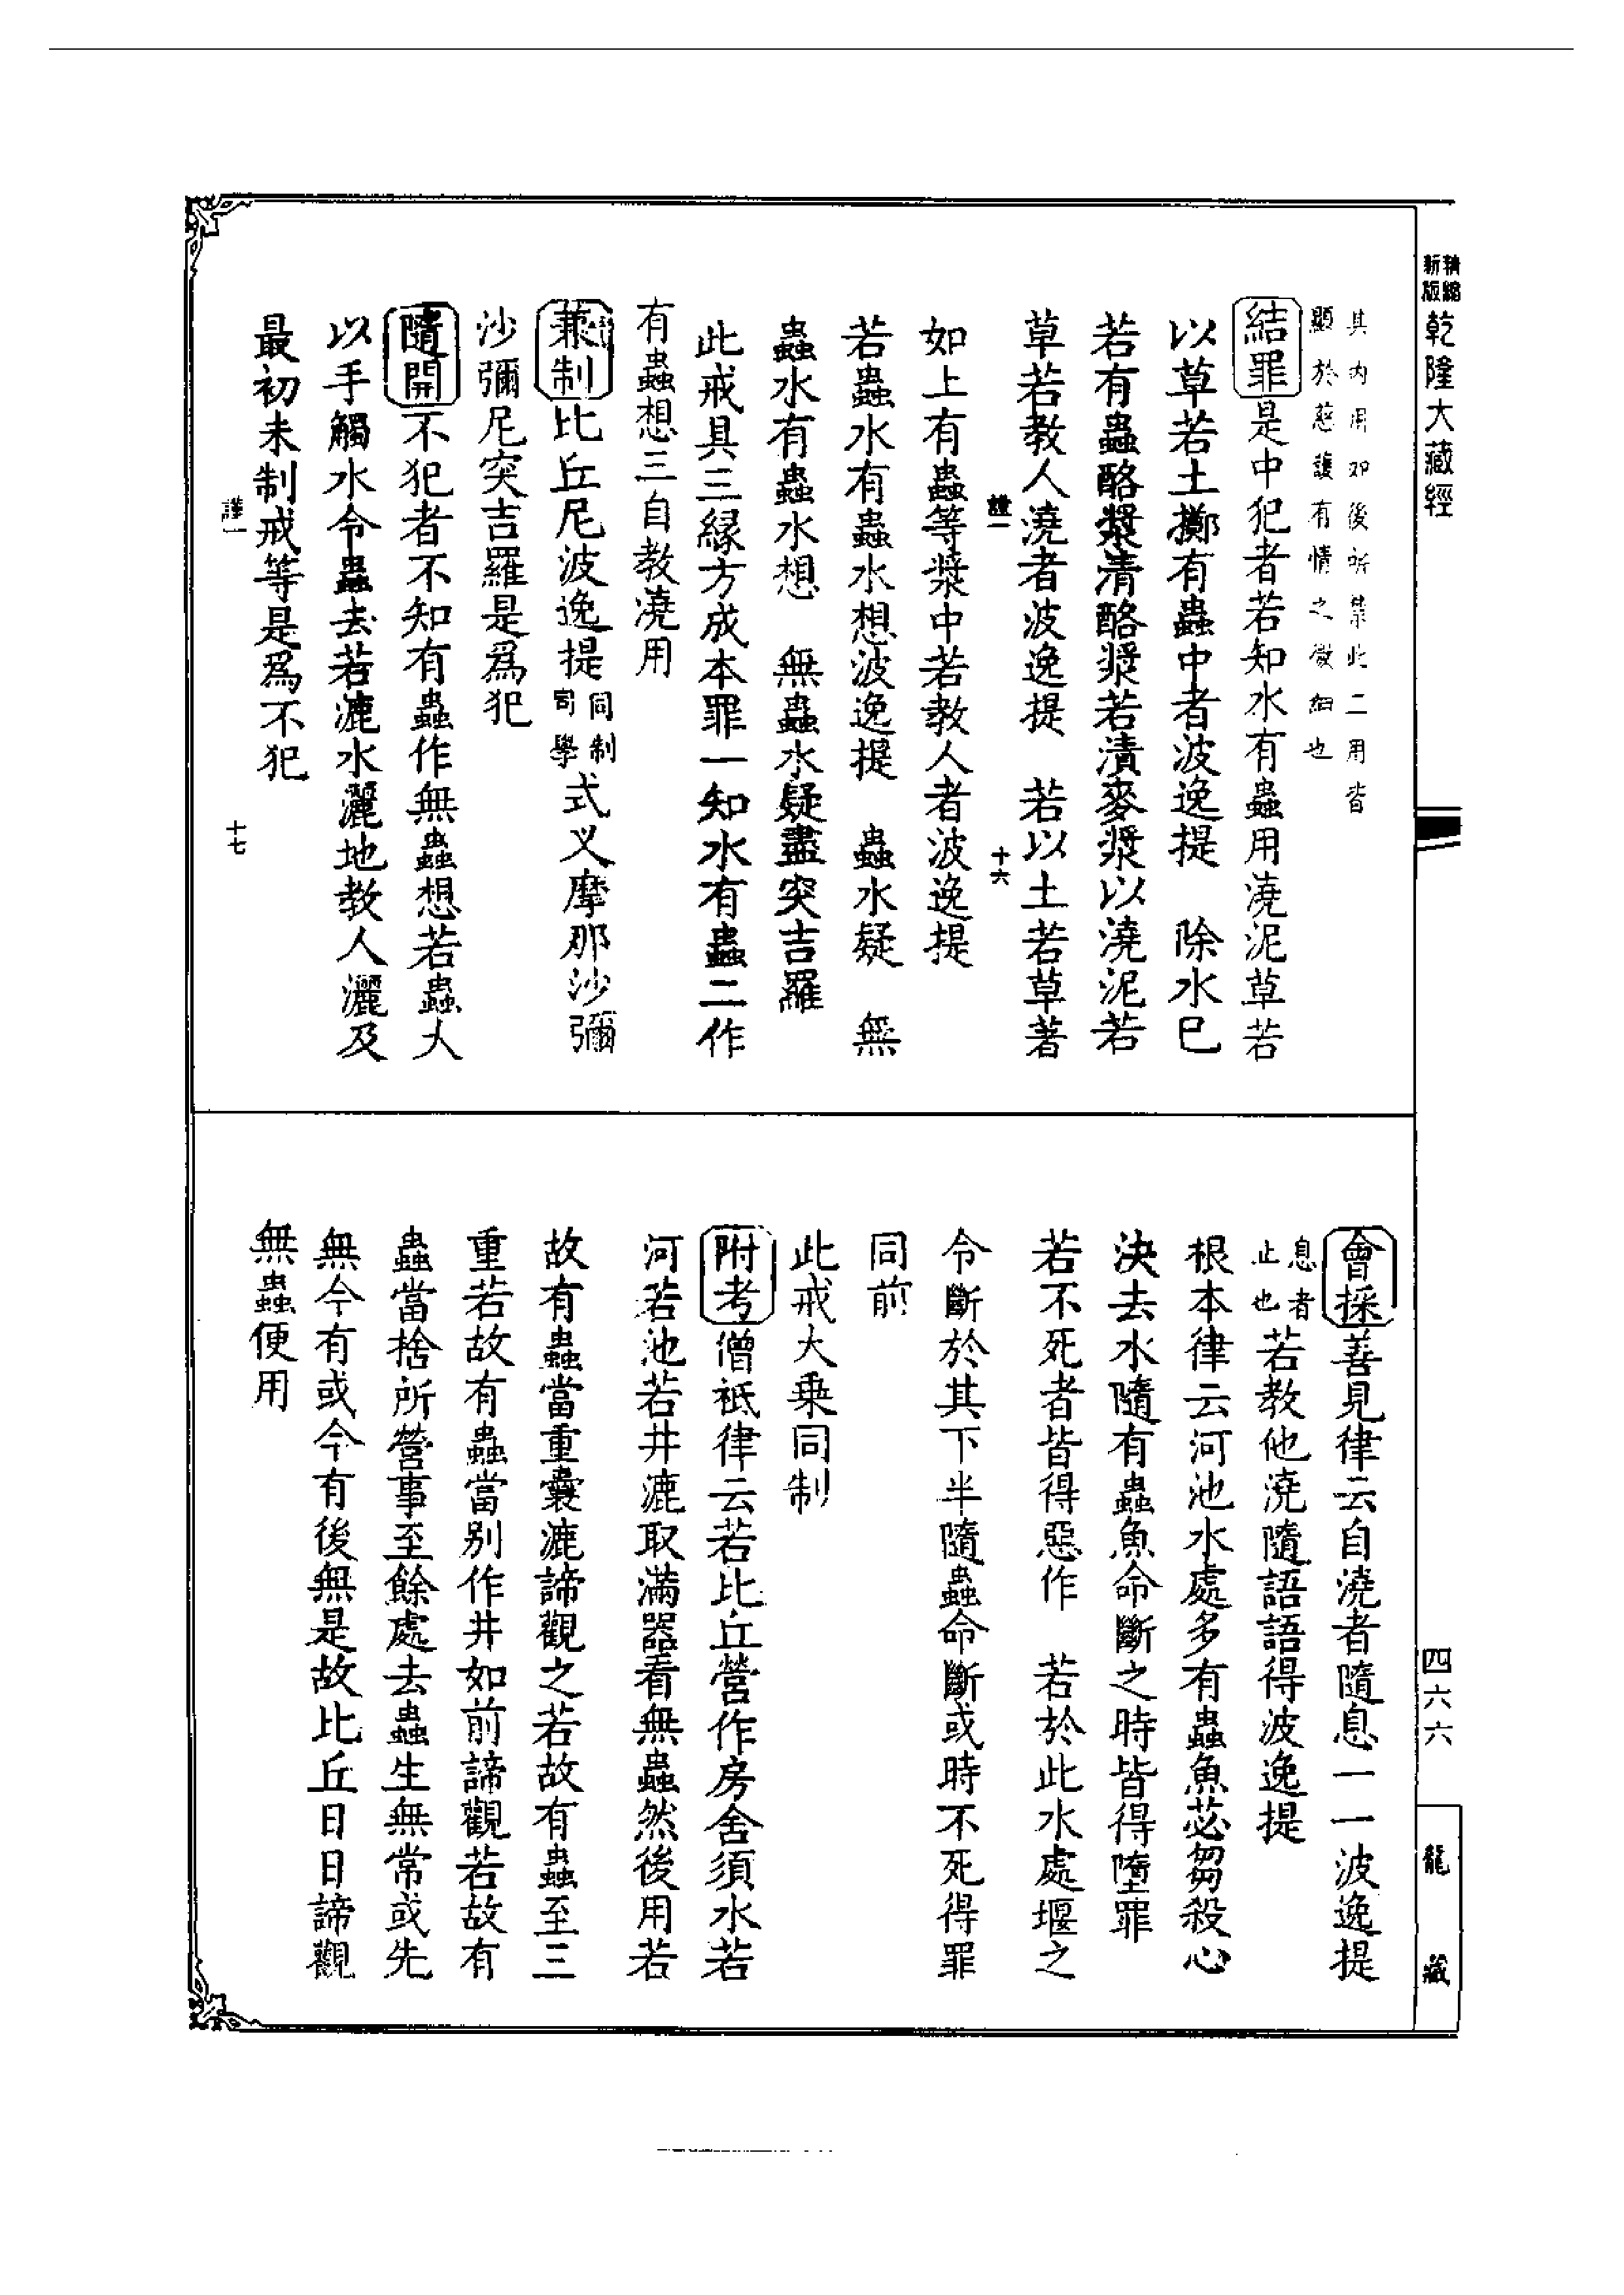 精縮
新版
乾隆大藏經
其內用如後所禁此二用皆
顯於慈護有情之微細也
結罪是中犯者若知水有蟲用澆泥草若
以草若土擲有蟲中者波逸提　除水巳
若有蟲酪漿清酪漿若漬麥漿以澆泥若
草若教人澆者波逸提　若以土若草著
謹一　十六
如上有蟲等漿中若教人者波逸提
若蟲水有蟲水想波逸提　蟲水疑　無
蟲水有蟲水想　無蟲水疑盡突吉羅
此戒具三緣方成本罪一知水有蟲二作
有蟲想三自教澆用
兼制比丘尼波逸提同制同學式义摩那沙彌
沙彌尼突吉羅是爲犯
隨開不犯者不知有蟲作無蟲想若蟲大
以手觸水令蟲去若漉水灑地教人灑及
最初未制戒等是爲不犯
謹一　十七
會採善見律云自澆者隨息一一波逸提
息者止也若教他澆隨語語得波逸提
根本律云河池水處多有蟲魚苾芻殺心
決去水隨有蟲魚命斷之時皆得墮罪
若不死者皆得惡作　若於此水處堰之
令斷於其下半隨蟲命斷或時不死得罪
同前
此戒大乗同制
附考僧祇律云若比丘營作房舍須水若
河若池若井漉取滿器看無蟲然後用若
故有蟲當重囊漉諦觀之若故有蟲至三
重若故有蟲當別作井如前諦觀若故有
蟲當捨所營事至餘處去蟲生無常或先
無今有或今有後無是故比丘日日諦觀
無蟲便用
四六六
龍藏